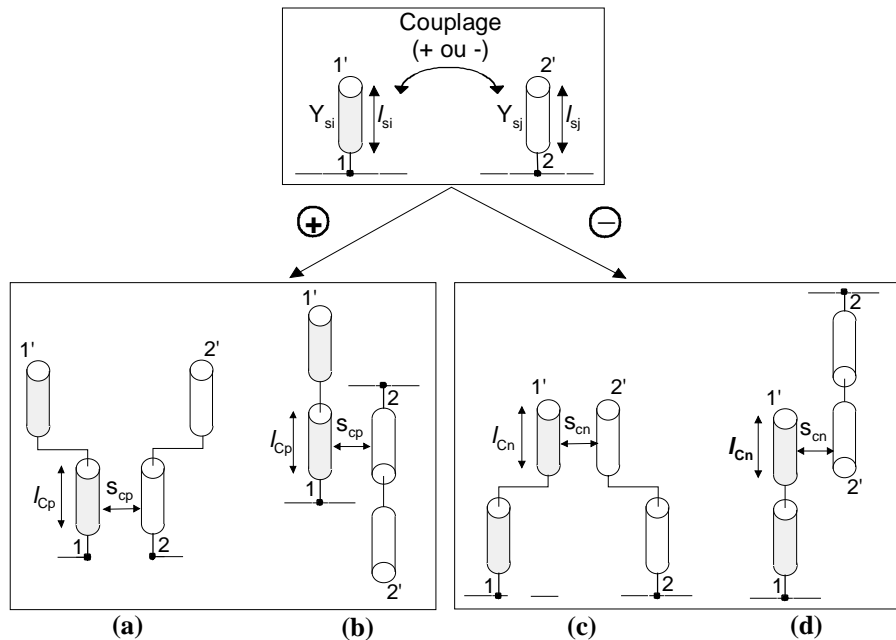 Couplage
(+ ou -)
1' 2'
Y_si l_si Y_sj l_sj
1 2
+ −
1' 2' l_Cp s_cp 1 2
1' 2 l_Cp s_cp 1 2'
1' 2' l_Cn s_cn 1 2
2 1' l_Cn s_cn 2' 1
(a) (b) (c) (d)